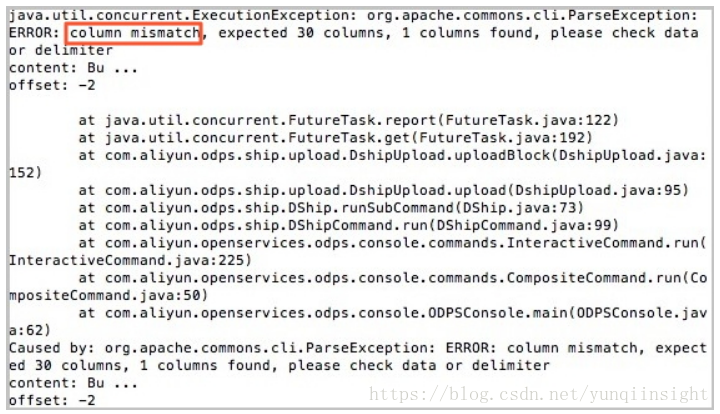 java.util.concurrent.ExecutionException: org.apache.commons.cli.ParseException:
ERROR: column mismatch, expected 30 columns, 1 columns found, please check data
or delimiter
content: Bu ...
offset: -2
at java.util.concurrent.FutureTask.report(FutureTask.java:122)
at java.util.concurrent.FutureTask.get(FutureTask.java:192)
at com.aliyun.odps.ship.upload.DshipUpload.uploadBlock(DshipUpload.java:
152)
at com.aliyun.odps.ship.upload.DshipUpload.upload(DshipUpload.java:95)
at com.aliyun.odps.ship.DShip.runSubCommand(DShip.java:73)
at com.aliyun.odps.ship.DShipCommand.run(DShipCommand.java:99)
at com.aliyun.openservices.odps.console.commands.InteractiveCommand.run(
InteractiveCommand.java:225)
at com.aliyun.openservices.odps.console.commands.CompositeCommand.run(Co
mpositeCommand.java:50)
at com.aliyun.openservices.odps.console.ODPSConsole.main(ODPSConsole.jav
a:62)
Caused by: org.apache.commons.cli.ParseException: ERROR: column mismatch, expect
ed 30 columns, 1 columns found, please check data or delimiter
content: Bu ...
offset: -2
https://blog.csdn.net/yunqiinsight